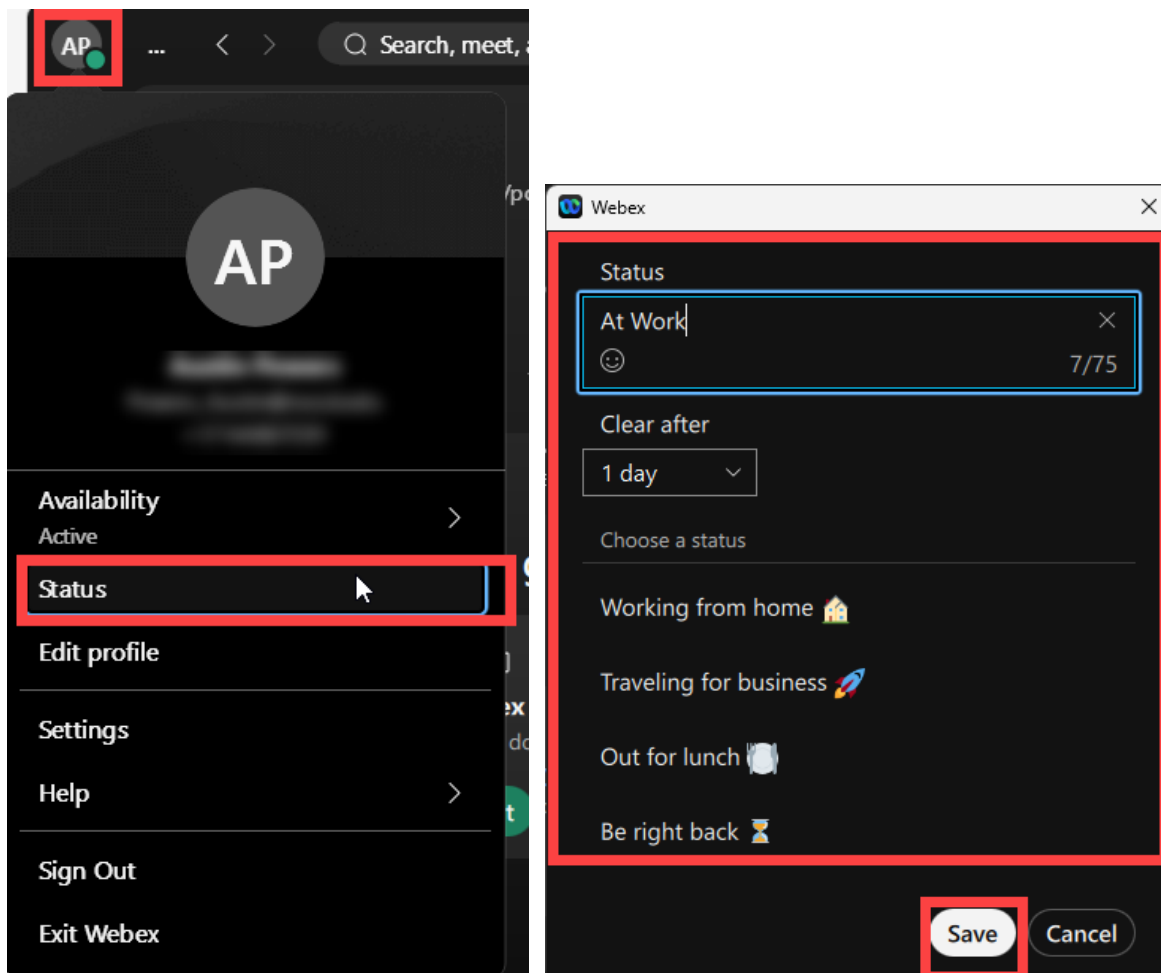 AP
... Search, meet,
AP
Availability
Active
Status
Edit profile
Settings
Help
Sign Out
Exit Webex
Webex
Status
At Work
7/75
Clear after
1 day
Choose a status
Working from home
Traveling for business
Out for lunch
Be right back
Save Cancel